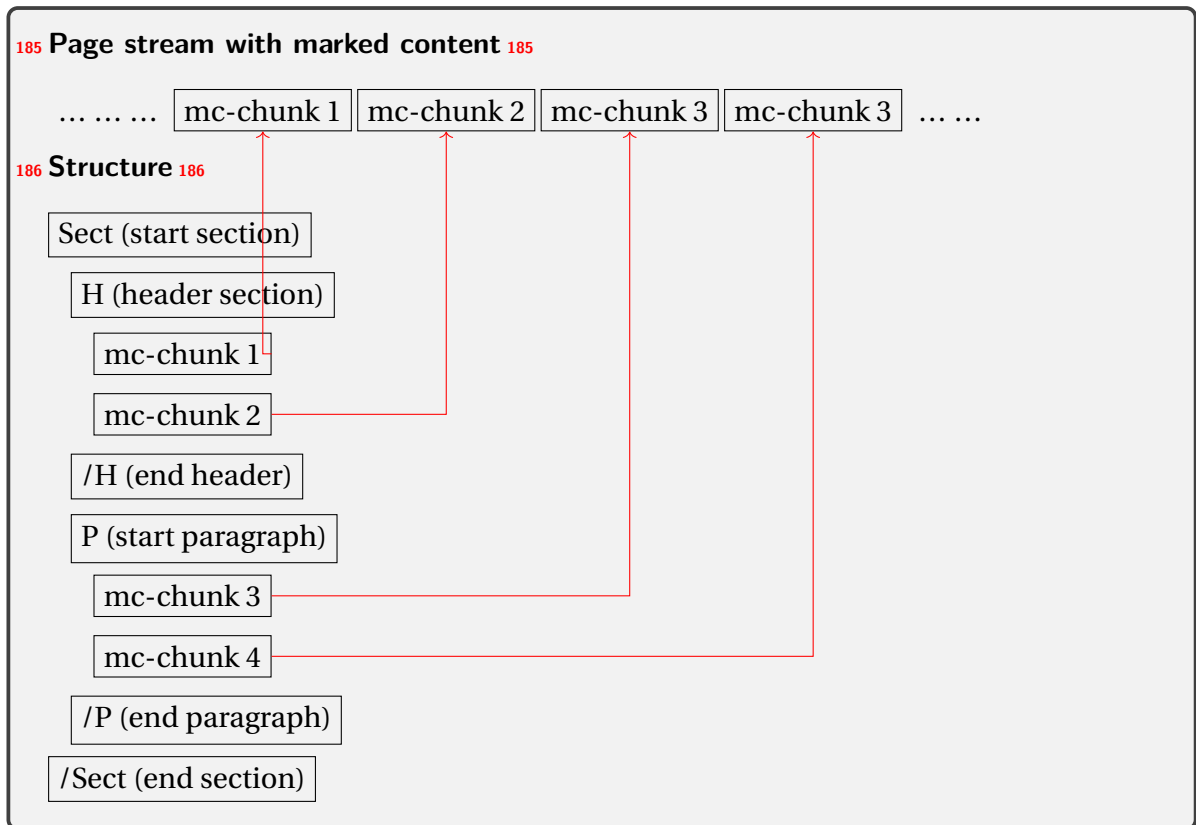 185 Page stream with marked content 185
... ... ... mc-chunk 1 mc-chunk 2 mc-chunk 3 mc-chunk 3 ... ...
186 Structure 186
Sect (start section)
H (header section)
mc-chunk 1
mc-chunk 2
/H (end header)
P (start paragraph)
mc-chunk 3
mc-chunk 4
/P (end paragraph)
/Sect (end section)